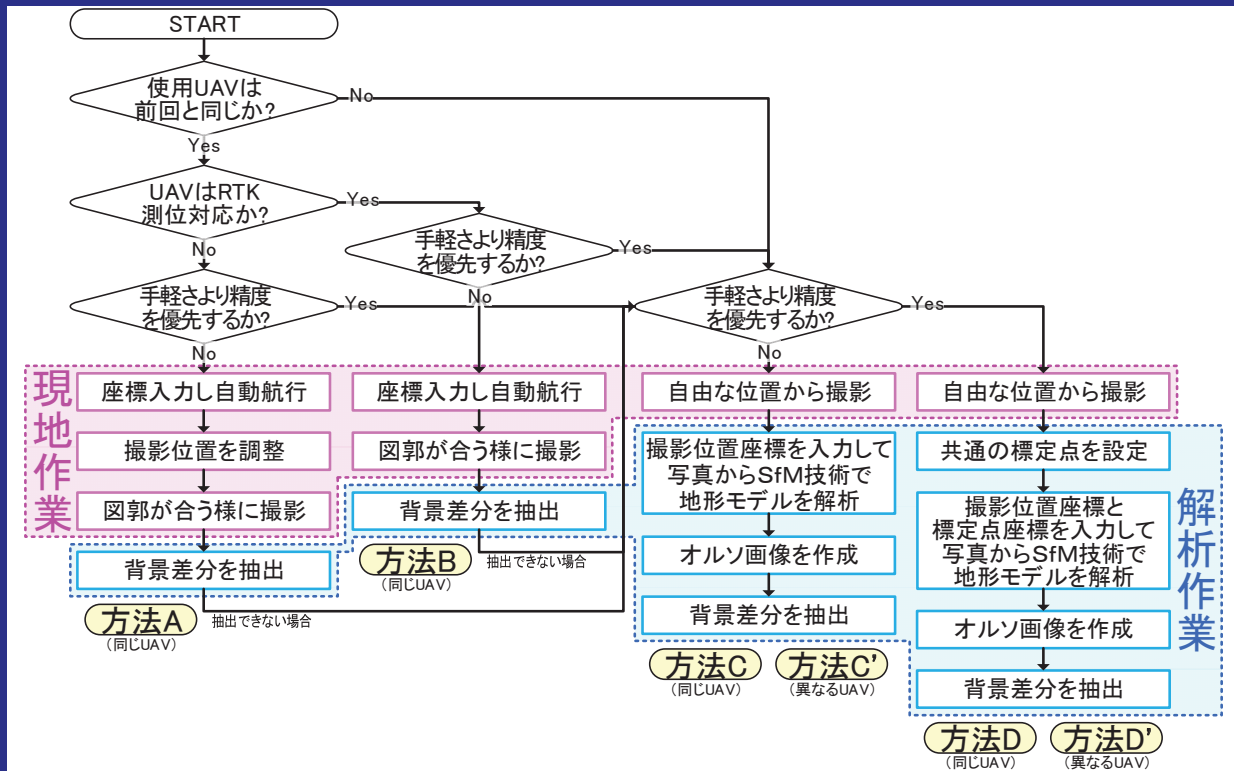 START
使用UAVは
前回と同じか?
No
Yes
UAVはRTK
測位対応か?
Yes
No
手軽さより精度
を優先するか?
Yes
No
手軽さより精度
を優先するか?
Yes
No
手軽さより精度
を優先するか?
Yes
No
現地作業
座標入力し自動航行
撮影位置を調整
図郭が合う様に撮影
背景差分を抽出
方法A
(同じUAV)
抽出できない場合
座標入力し自動航行
図郭が合う様に撮影
背景差分を抽出
方法B
(同じUAV)
抽出できない場合
自由な位置から撮影
撮影位置座標を入力して
写真からSfM技術で
地形モデルを解析
オルソ画像を作成
背景差分を抽出
方法C
(同じUAV)
方法C'
(異なるUAV)
自由な位置から撮影
共通の標定点を設定
撮影位置座標と
標定点座標を入力して
写真からSfM技術で
地形モデルを解析
オルソ画像を作成
背景差分を抽出
方法D
(同じUAV)
方法D'
(異なるUAV)
解析作業